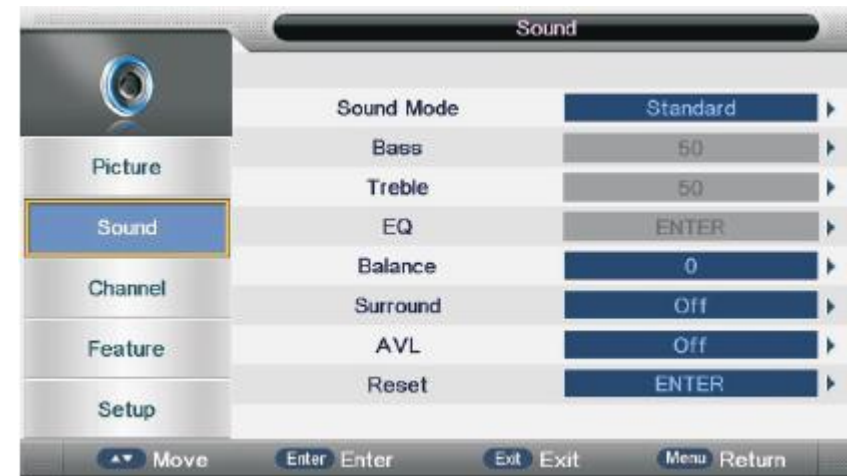 Sound
Picture
Sound
Channel
Feature
Setup
Sound Mode Standard
Bass 50
Treble 50
EQ ENTER
Balance 0
Surround Off
AVL Off
Reset ENTER
Move Enter Enter Exit Exit Menu Return